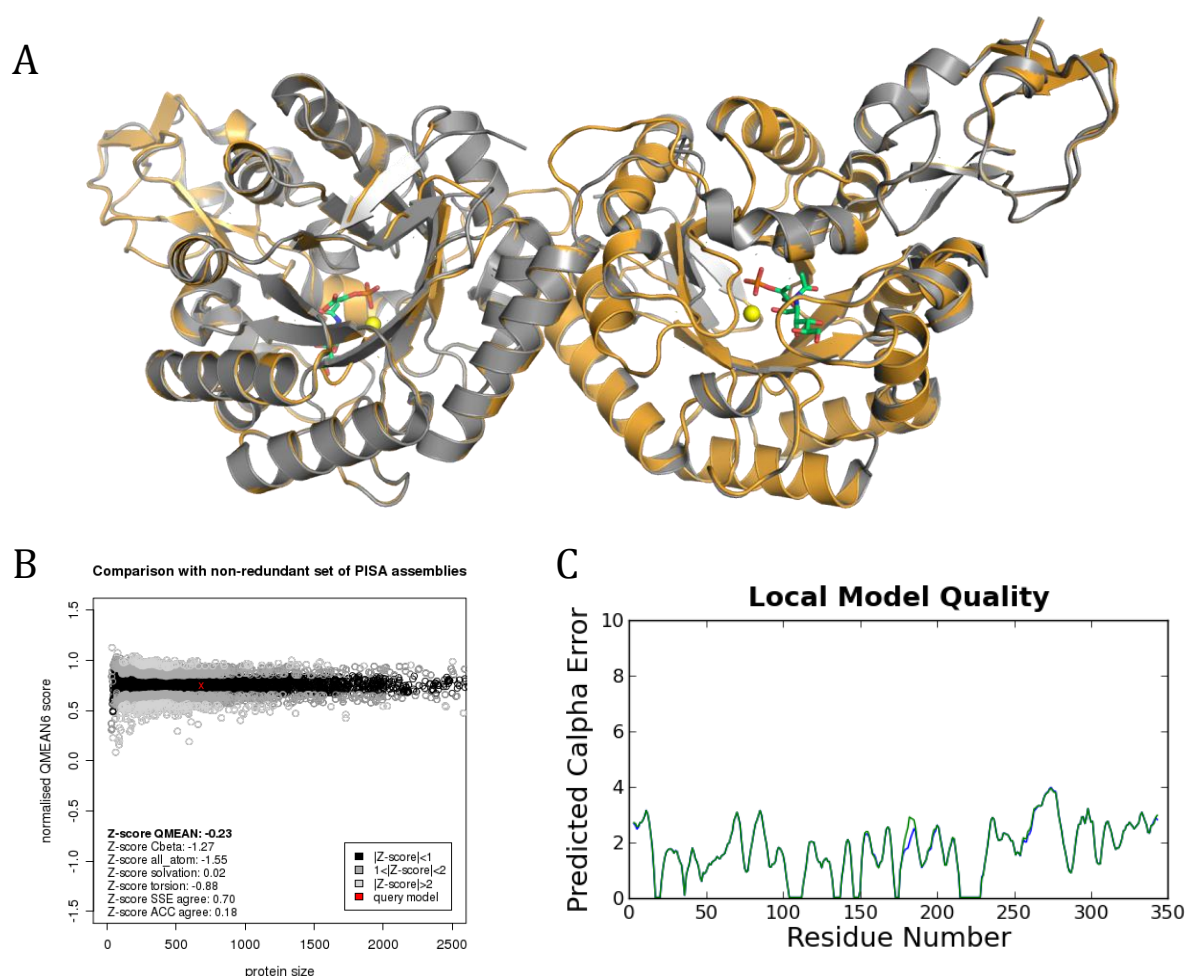 A
B
Comparison with non-redundant set of PISA assemblies
normalised QMEAN6 score
1.5
1.0
0.5
0.0
-0.5
-1.0
-1.5
Z-score QMEAN: -0.23
Z-score Cbeta: -1.27
Z-score all_atom: -1.55
Z-score solvation: 0.02
Z-score torsion: -0.88
Z-score SSE agree: 0.70
Z-score ACC agree: 0.18
|Z-score|<1
1<|Z-score|<2
|Z-score|>2
query model
0 500 1000 1500 2000 2500
protein size
C
Local Model Quality
Predicted Calpha Error
10
8
6
4
2
0
0 50 100 150 200 250 300 350
Residue Number